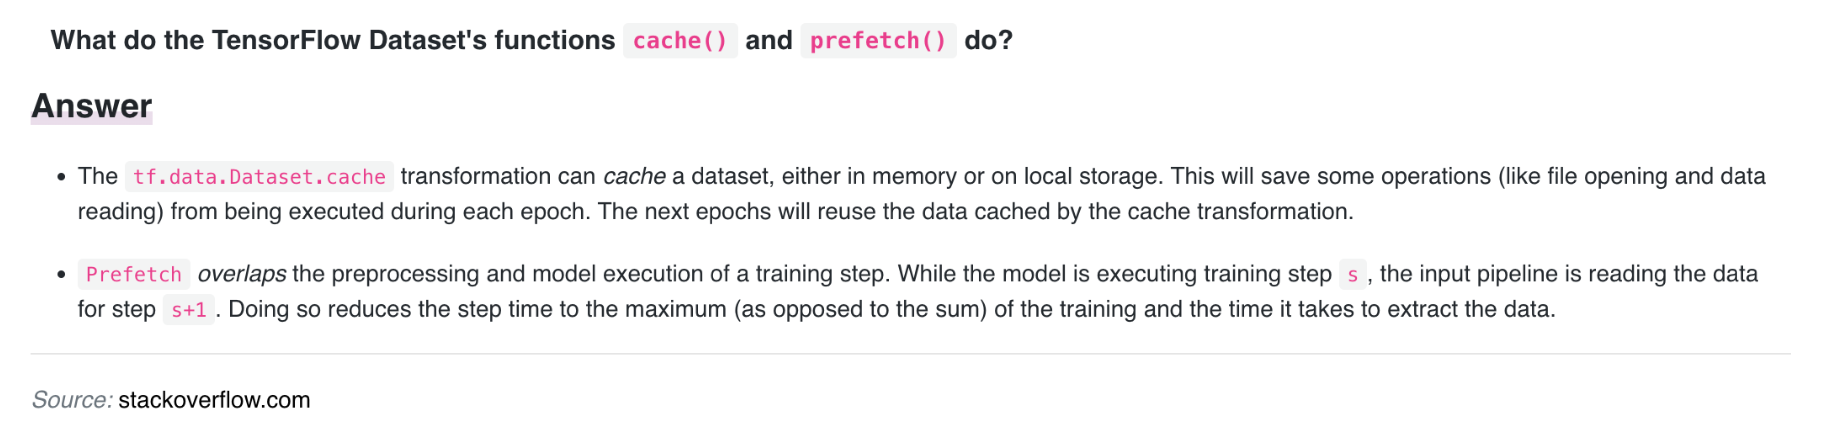 What do the TensorFlow Dataset's functions cache() and prefetch() do?
Answer
• The tf.data.Dataset.cache transformation can cache a dataset, either in memory or on local storage. This will save some operations (like file opening and data
reading) from being executed during each epoch. The next epochs will reuse the data cached by the cache transformation.
• Prefetch overlaps the preprocessing and model execution of a training step. While the model is executing training step s, the input pipeline is reading the data
for step s+1. Doing so reduces the step time to the maximum (as opposed to the sum) of the training and the time it takes to extract the data.
Source: stackoverflow.com